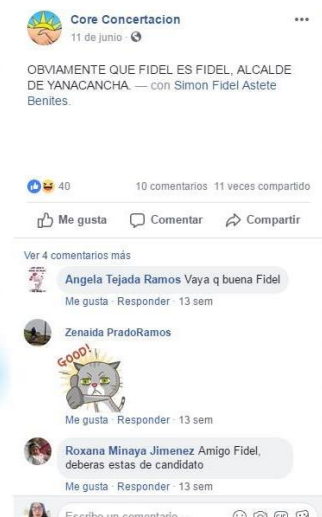 Core Concertacion
11 de junio
OBVIAMENTE QUE FIDEL ES FIDEL, ALCALDE
DE YANACANCHA. — con Simon Fidel Astete
Benites.
40
10 comentarios 11 veces compartido
Me gusta Comentar Compartir
Ver 4 comentarios más
Angela Tejada Ramos Vaya q buena Fidel
Me gusta · Responder · 13 sem
Zenaida PradoRamos
GOOD!
Me gusta · Responder · 13 sem
Roxana Minaya Jimenez Amigo Fidel,
deberas estas de candidato
Me gusta · Responder · 13 sem
Escribe un comentario...